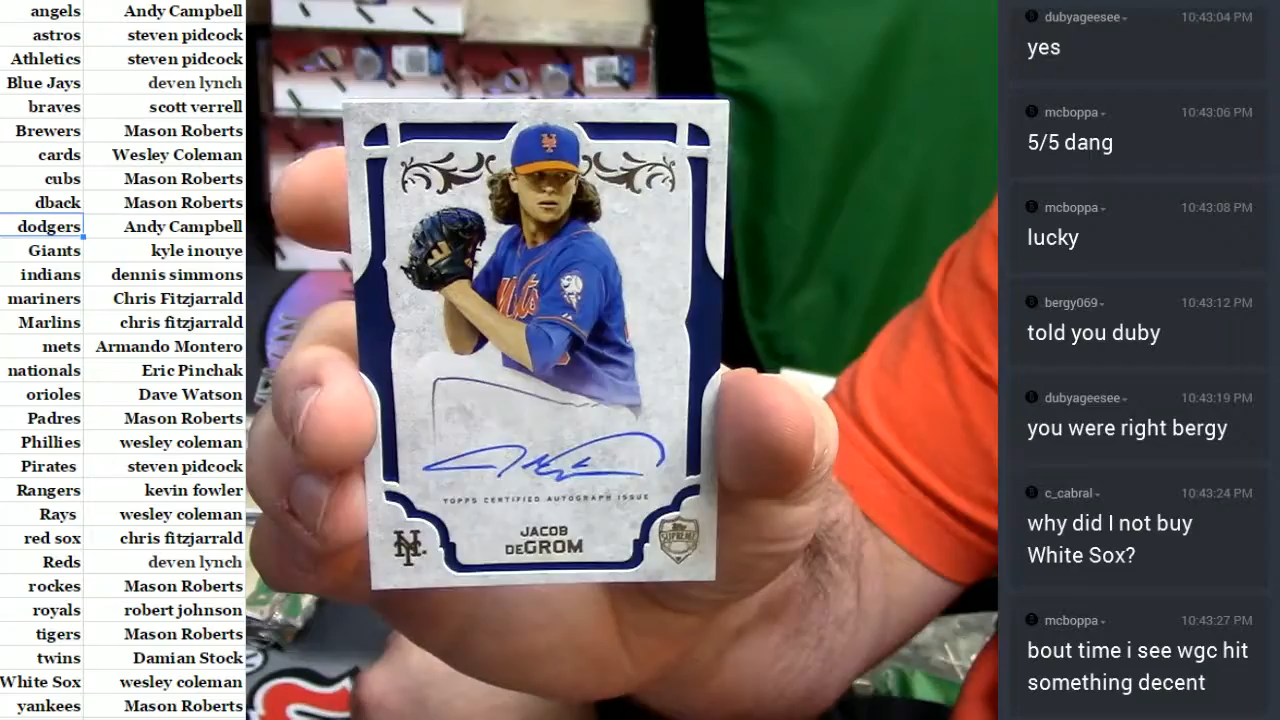 angels Andy Campbell
astros steven pidcock
Athletics steven pidcock
Blue Jays deven lynch
braves scott verrell
Brewers Mason Roberts
cards Wesley Coleman
cubs Mason Roberts
dback Mason Roberts
dodgers Andy Campbell
Giants kyle inouye
indians dennis simmons
mariners Chris Fitzjarrald
Marlins chris fitzjarrald
mets Armando Montero
nationals Eric Pinchak
orioles Dave Watson
Padres Mason Roberts
Phillies wesley coleman
Pirates steven pidcock
Rangers kevin fowler
Rays wesley coleman
red sox chris fitzjarrald
Reds deven lynch
rockes Mason Roberts
royals robert johnson
tigers Mason Roberts
twins Damian Stock
White Sox wesley coleman
yankees Mason Roberts
Mets
TOPPS CERTIFIED AUTOGRAPH ISSUE
JACOB
deGROM
NY
Topps
SUPREME
dubyageesee 10:43:04 PM
yes
mcboppa 10:43:06 PM
5/5 dang
mcboppa 10:43:08 PM
lucky
bergy069 10:43:12 PM
told you duby
dubyageesee 10:43:19 PM
you were right bergy
c_cabral 10:43:24 PM
why did I not buy
White Sox?
mcboppa 10:43:27 PM
bout time i see wgc hit
something decent